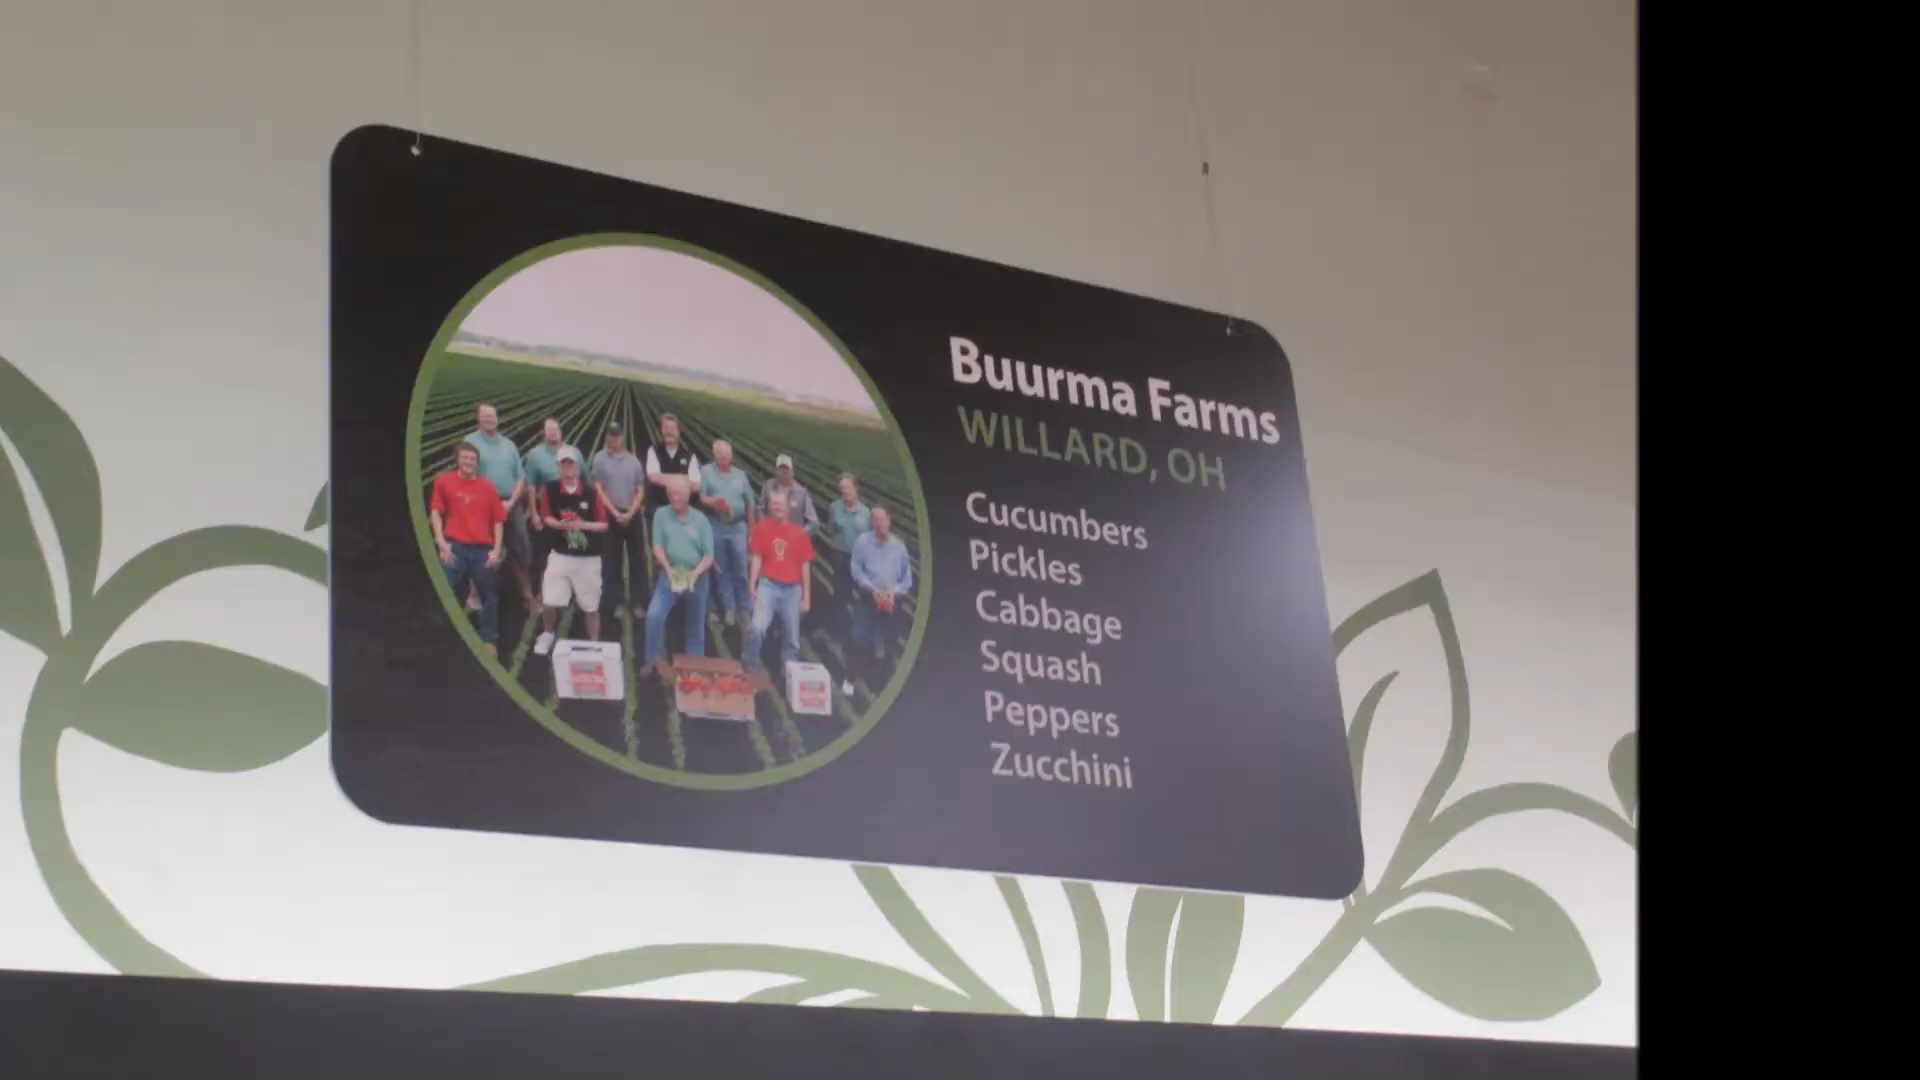 Buurma Farms
WILLARD, OH
Cucumbers
Pickles
Cabbage
Squash
Peppers
Zucchini